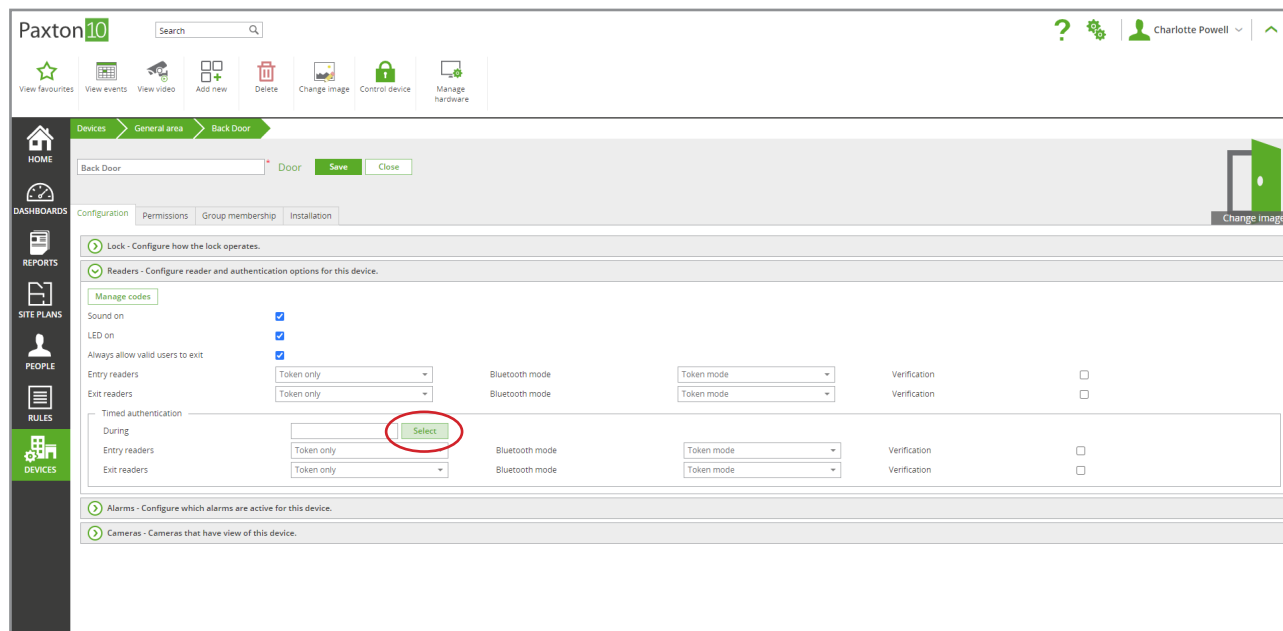 Paxton 10
Search
Charlotte Powell
View favourites View events View video Add new Delete Change image Control device Manage hardware
Devices General area Back Door
HOME
DASHBOARDS
REPORTS
SITE PLANS
PEOPLE
RULES
DEVICES
Back Door * Door Save Close
Change image
Configuration Permissions Group membership Installation
Lock - Configure how the lock operates.
Readers - Configure reader and authentication options for this device.
Manage codes
Sound on
LED on
Always allow valid users to exit
Entry readers Token only Bluetooth mode Token mode Verification
Exit readers Token only Bluetooth mode Token mode Verification
Timed authentication
During Select
Entry readers Token only Bluetooth mode Token mode Verification
Exit readers Token only Bluetooth mode Token mode Verification
Alarms - Configure which alarms are active for this device.
Cameras - Cameras that have view of this device.